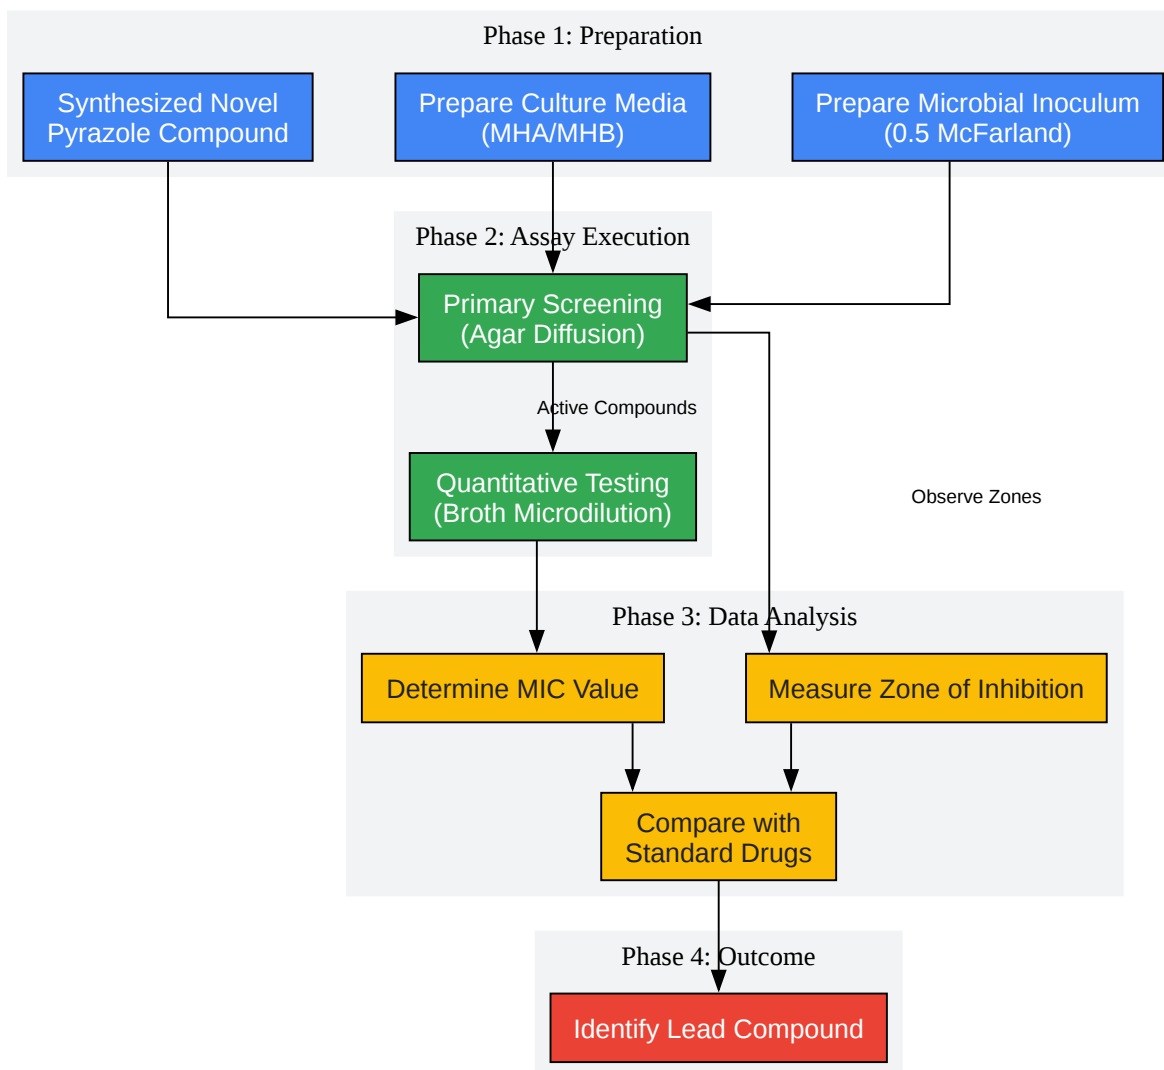 Phase 1: Preparation
Synthesized Novel
Pyrazole Compound
Prepare Culture Media
(MHA/MHB)
Prepare Microbial Inoculum
(0.5 McFarland)
Phase 2: Assay Execution
Primary Screening
(Agar Diffusion)
Active Compounds
Quantitative Testing
(Broth Microdilution)
Observe Zones
Phase 3: Data Analysis
Determine MIC Value
Measure Zone of Inhibition
Compare with
Standard Drugs
Phase 4: Outcome
Identify Lead Compound